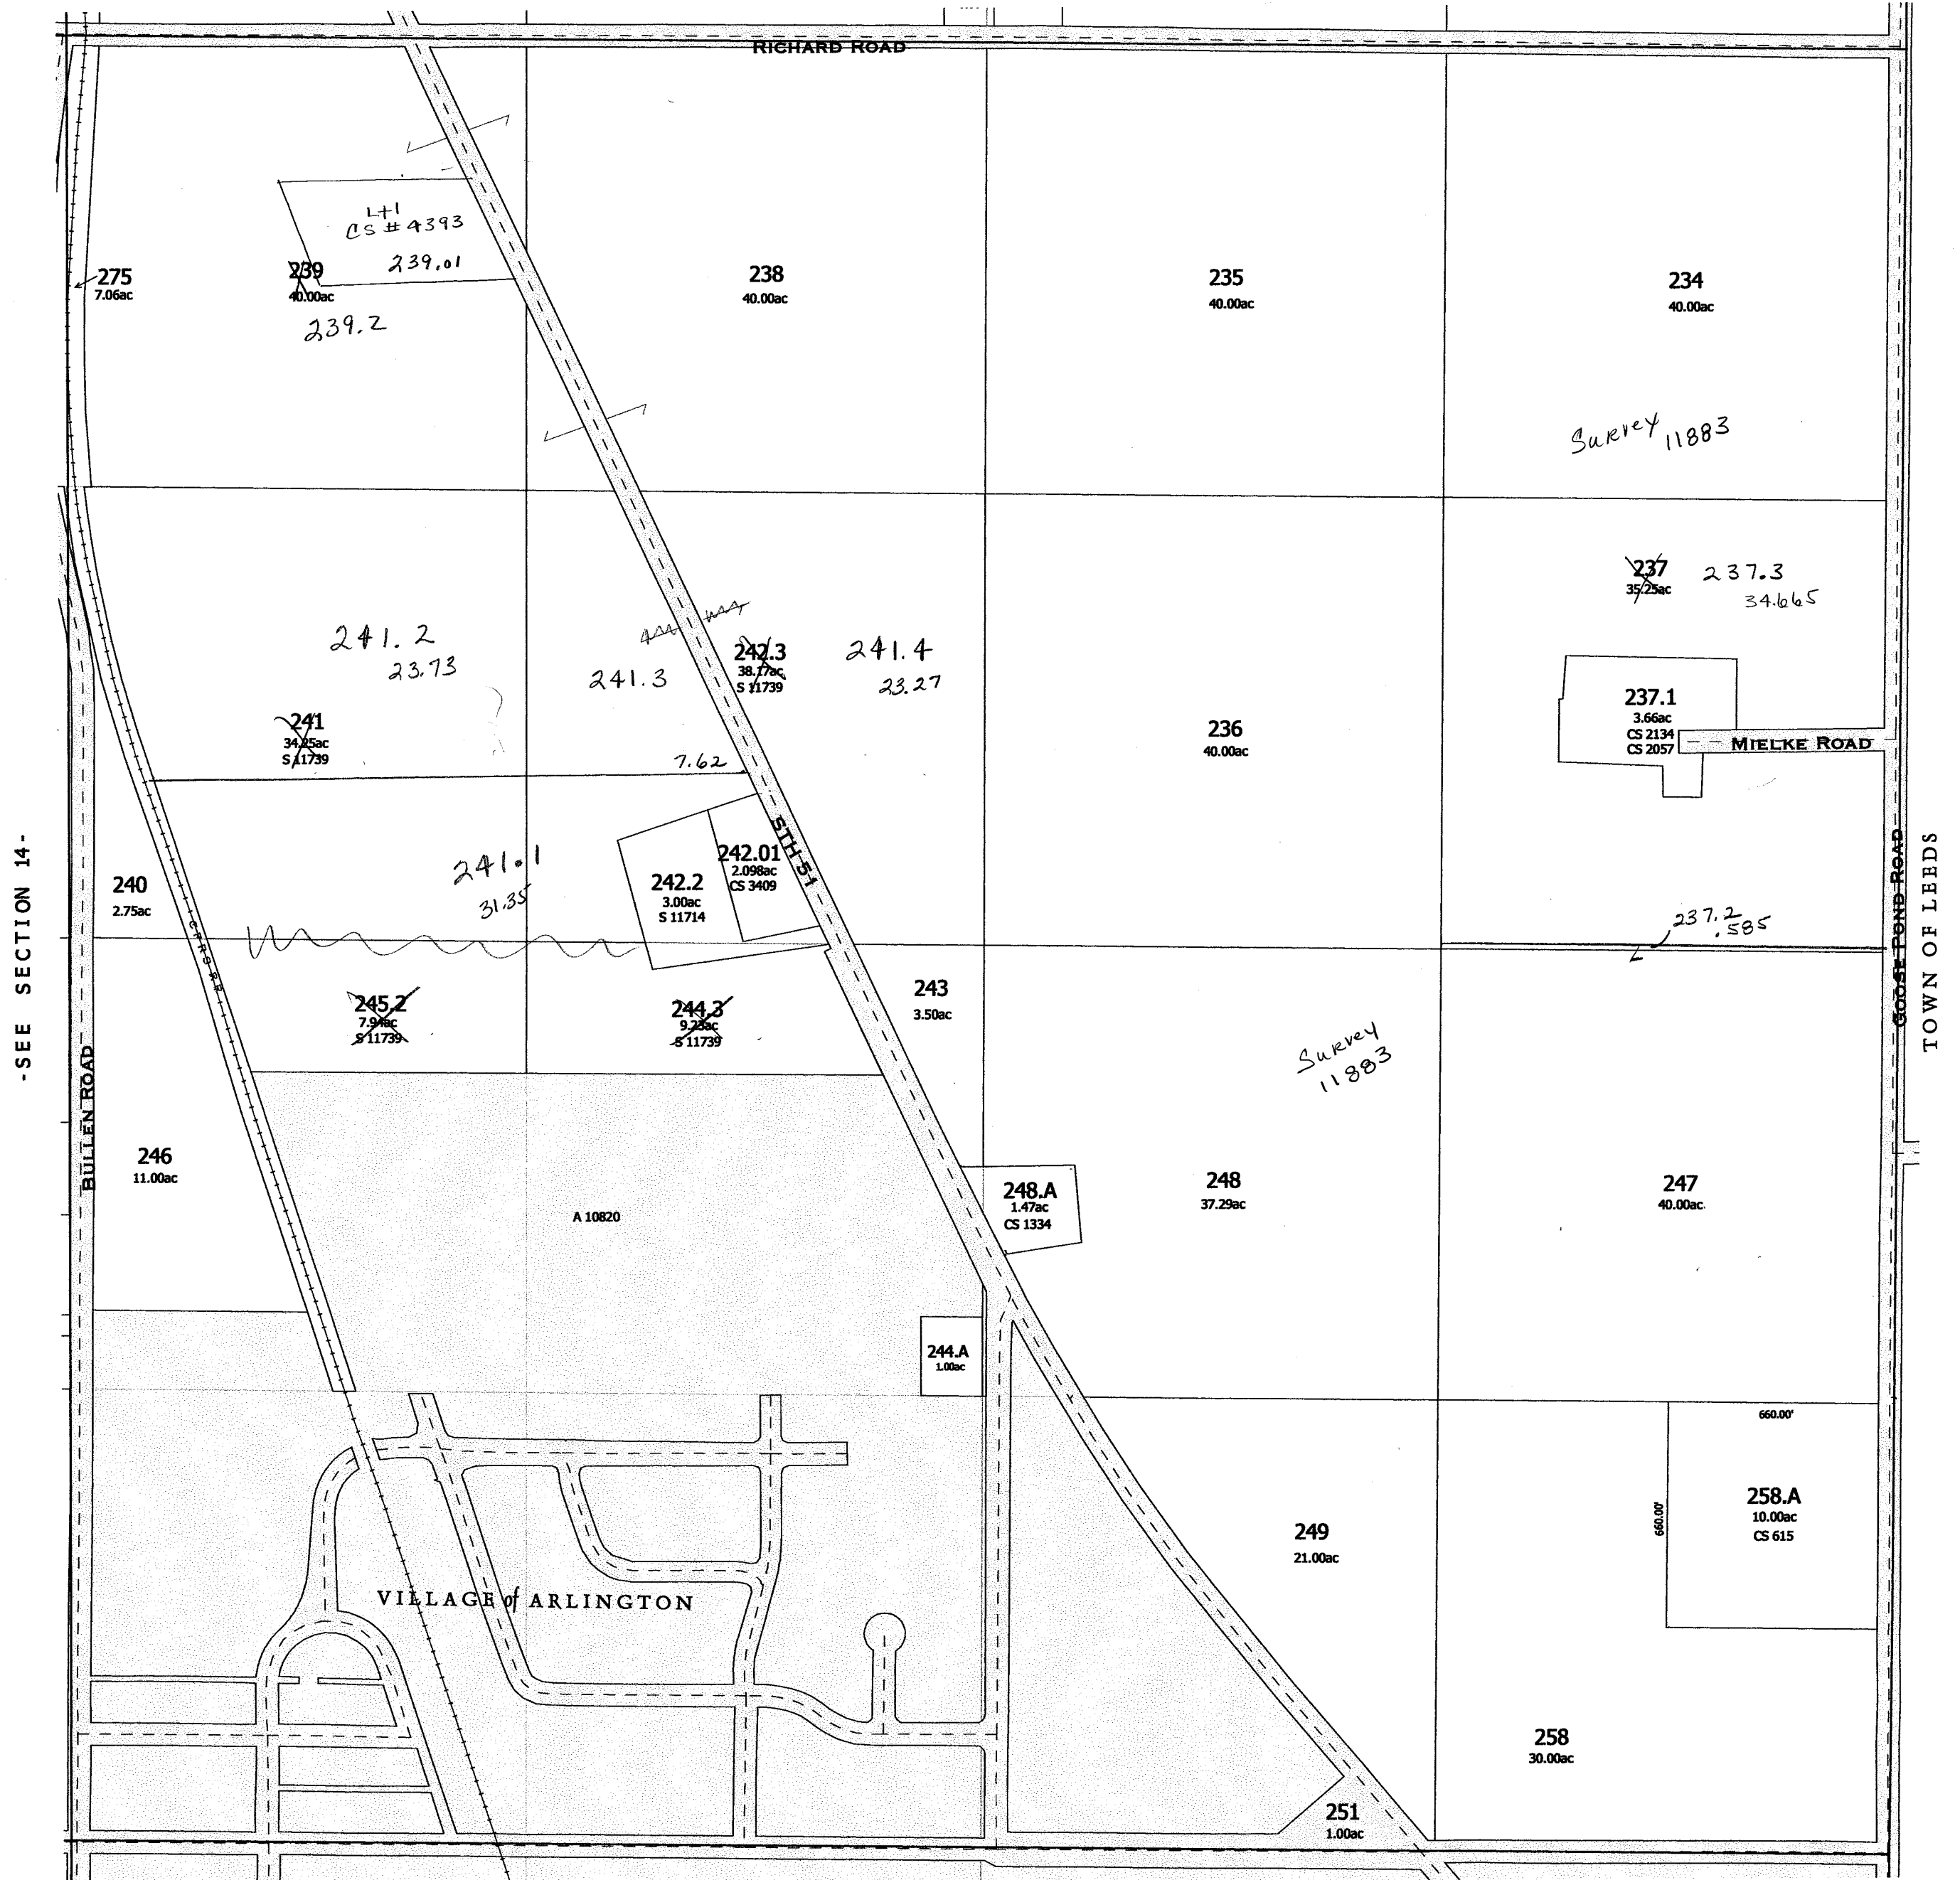 RICHARD ROAD
Lt 1
CS # 4393
239.01
275
7.06ac
239
40.00ac
239.2
238
40.00ac
235
40.00ac
234
40.00ac
Survey 11883
237
35.25ac
237.3
34.665
241.2
23.73
241.3
242.3
38.17ac
S 11739
241.4
23.27
241
34.25ac
S 11739
7.62
236
40.00ac
237.1
3.66ac
CS 2134
CS 2057
MIELKE ROAD
STH 51
242.01
2.098ac
CS 3409
242.2
3.00ac
S 11714
241.1
31.35
240
2.75ac
-SEE SECTION 14-
GOOSE POND ROAD
TOWN OF LEEDS
237.2
.585
245.2
7.94ac
S 11739
244.3
9.23ac
S 11739
243
3.50ac
Survey
11883
BULLEN ROAD
246
11.00ac
A 10820
248.A
1.47ac
CS 1334
248
37.29ac
247
40.00ac
244.A
1.00ac
660.00'
660.00'
258.A
10.00ac
CS 615
249
21.00ac
VILLAGE of ARLINGTON
258
30.00ac
251
1.00ac